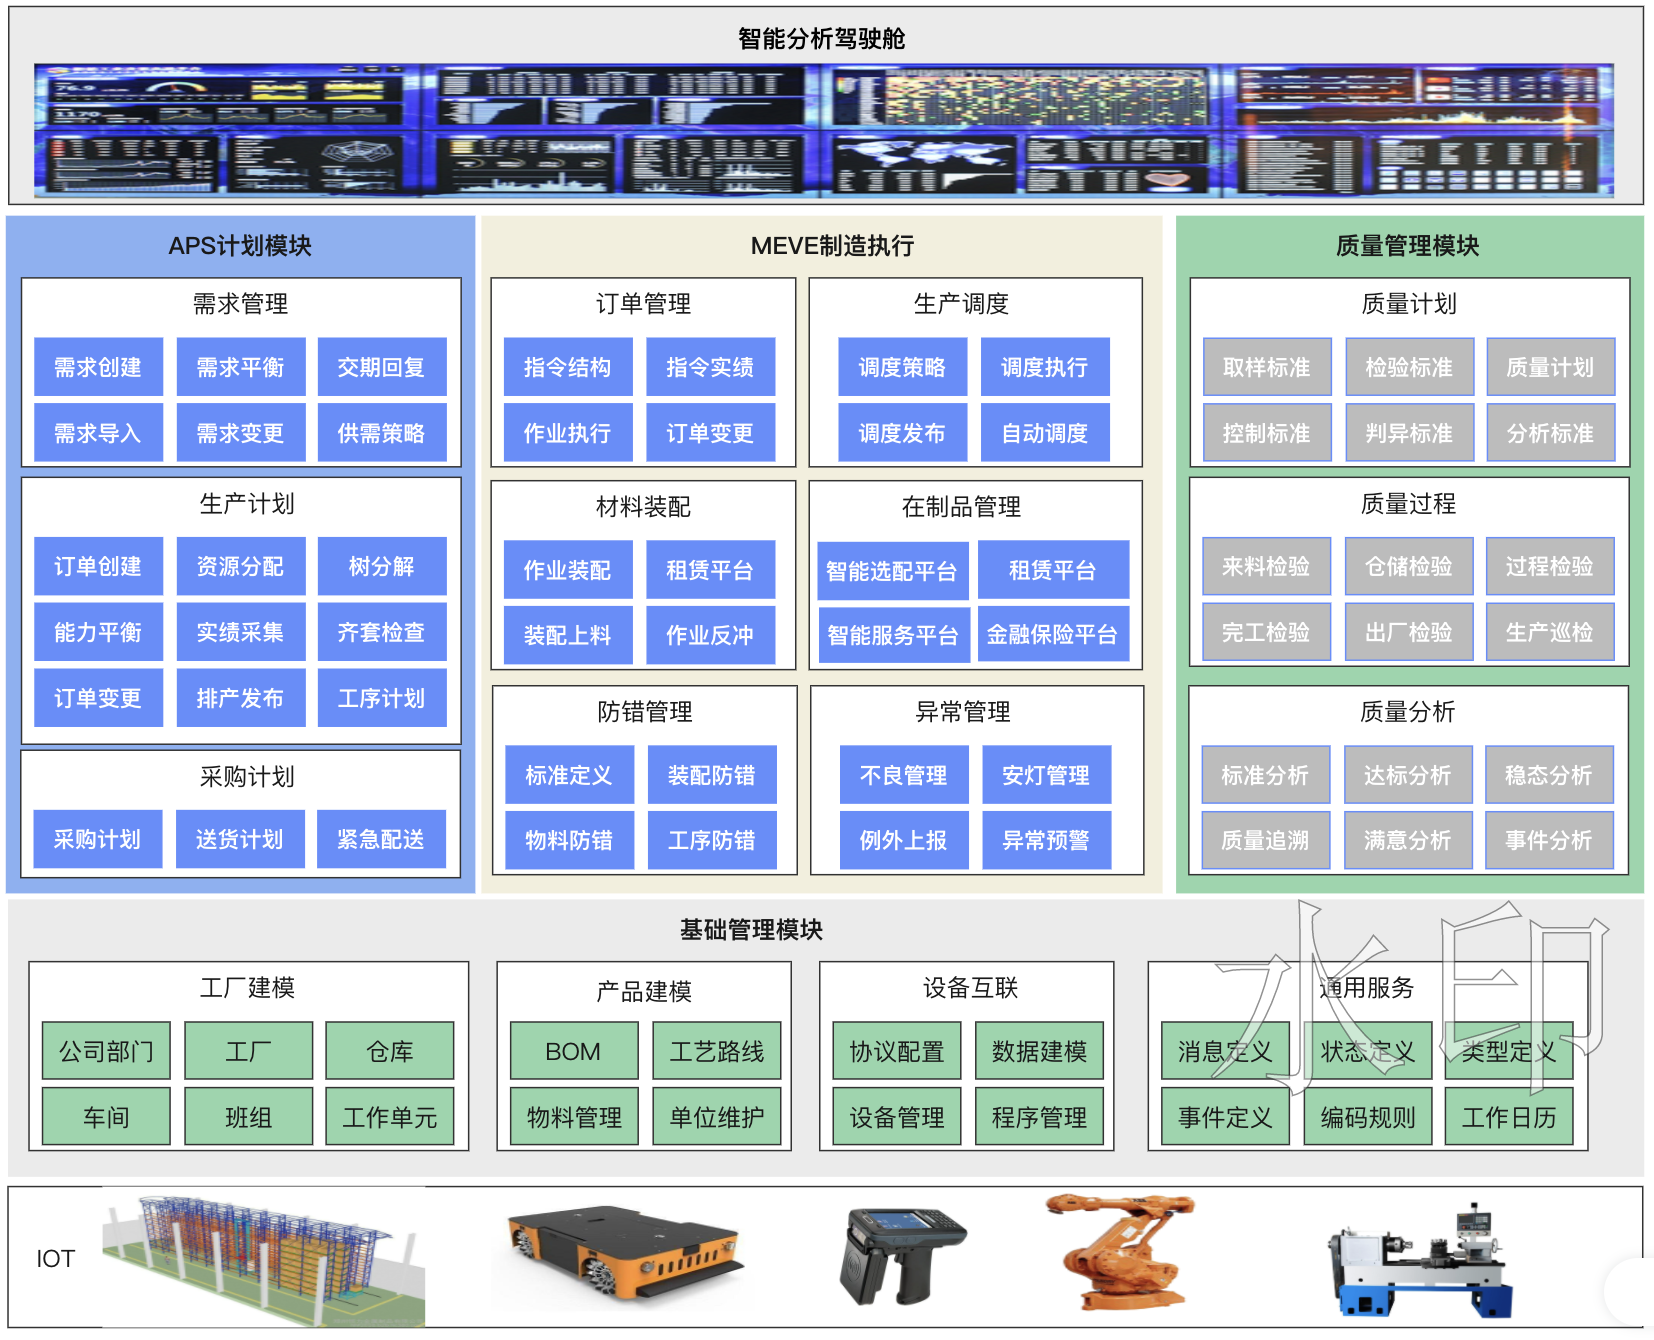 智能分析驾驶舱
76.9
1170
APS计划模块
需求管理
需求创建 需求平衡 交期回复
需求导入 需求变更 供需策略
生产计划
订单创建 资源分配 树分解
能力平衡 实绩采集 齐套检查
订单变更 排产发布 工序计划
采购计划
采购计划 送货计划 紧急配送
MEVE制造执行
订单管理
指令结构 指令实绩
作业执行 订单变更
生产调度
调度策略 调度执行
调度发布 自动调度
材料装配
作业装配 租赁平台
装配上料 作业反冲
在制品管理
智能选配平台 租赁平台
智能服务平台 金融保险平台
防错管理
标准定义 装配防错
物料防错 工序防错
异常管理
不良管理 安灯管理
例外上报 异常预警
质量管理模块
质量计划
取样标准 检验标准 质量计划
控制标准 判异标准 分析标准
质量过程
来料检验 仓储检验 过程检验
完工检验 出厂检验 生产巡检
质量分析
标准分析 达标分析 稳态分析
质量追溯 满意分析 事件分析
基础管理模块
工厂建模
公司部门 工厂 仓库
车间 班组 工作单元
产品建模
BOM 工艺路线
物料管理 单位维护
设备互联
协议配置 数据建模
设备管理 程序管理
通用服务
消息定义 状态定义 类型定义
事件定义 编码规则 工作日历
水印
IOT